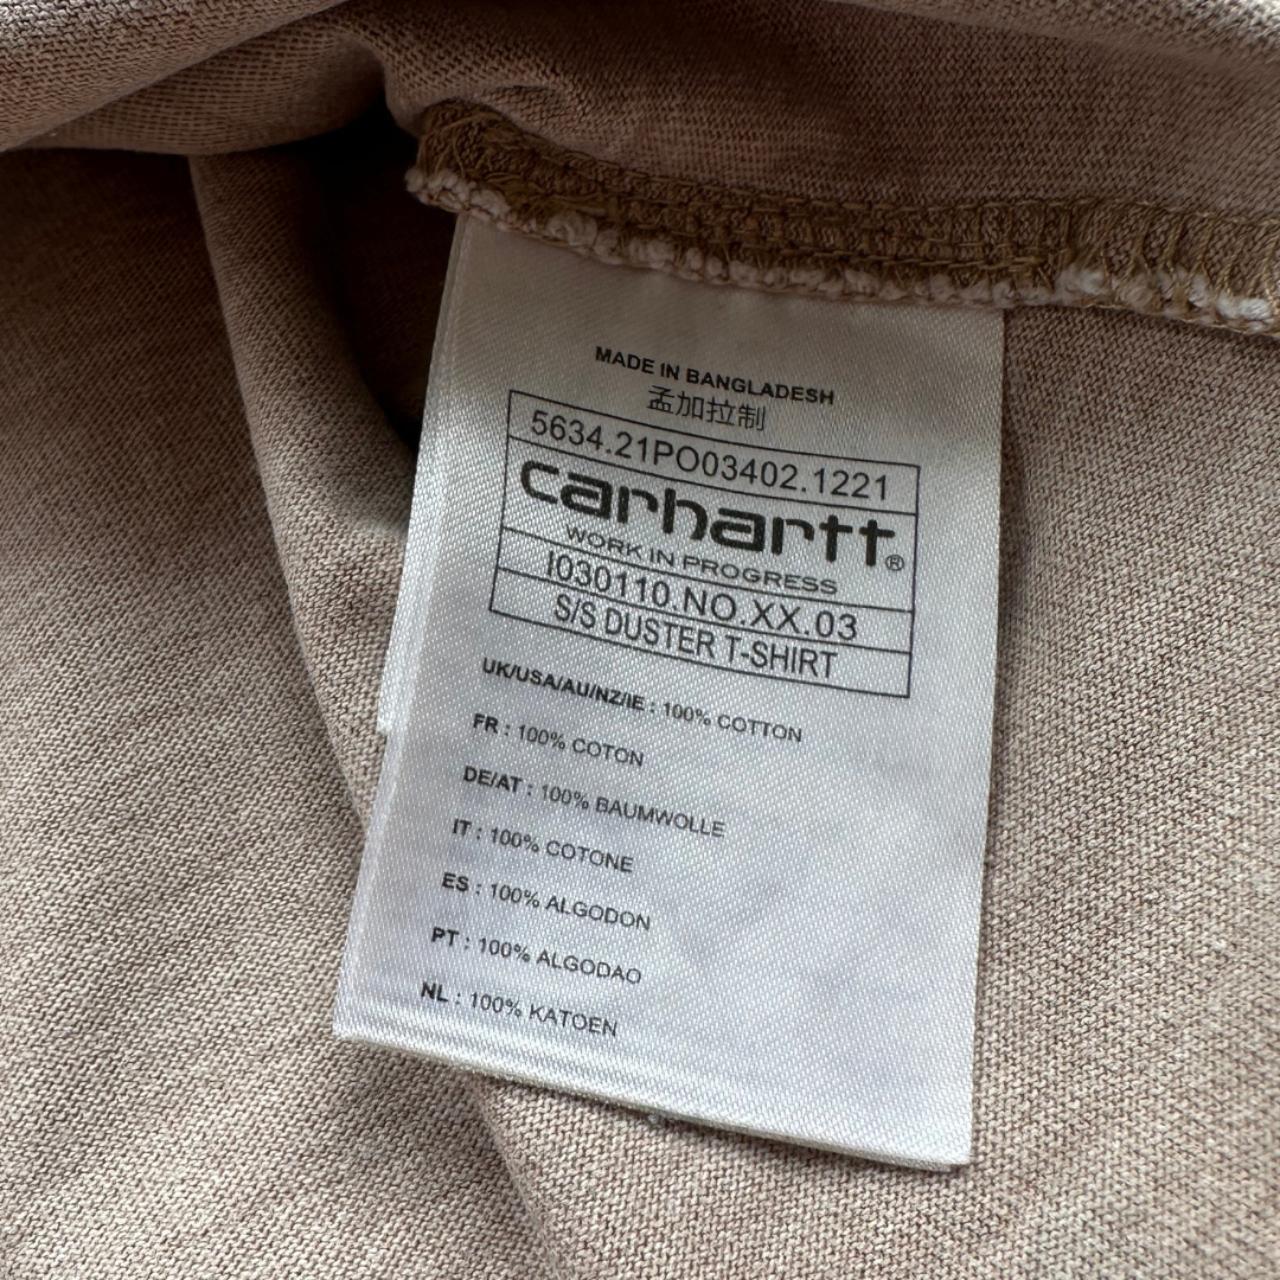 MADE IN BANGLADESH
孟加拉制
5634.21PO03402.1221
carhartt®
WORK IN PROGRESS
I030110.NO.XX.03
S/S DUSTER T-SHIRT
UK/USA/AU/NZ/IE : 100% COTTON
FR : 100% COTON
DE/AT : 100% BAUMWOLLE
IT : 100% COTONE
ES : 100% ALGODON
PT : 100% ALGODAO
NL : 100% KATOEN